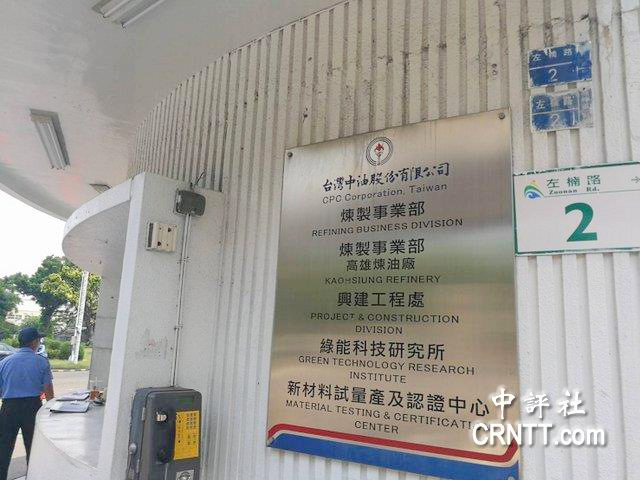 左楠路
2
2
台灣中油股份有限公司
CPC Corporation, Taiwan
煉製事業部
REFINING BUSINESS DIVISION
煉製事業部
高雄煉油廠
KAOHSIUNG REFINERY
興建工程處
PROJECT & CONSTRUCTION
DIVISION
綠能科技研究所
GREEN TECHNOLOGY RESEARCH
INSTITUTE
新材料試量產及認證中心
MATERIAL TESTING & CERTIFICATION
CENTER
左楠路
Zuonan Rd.
2
中評社
CRNTT.com